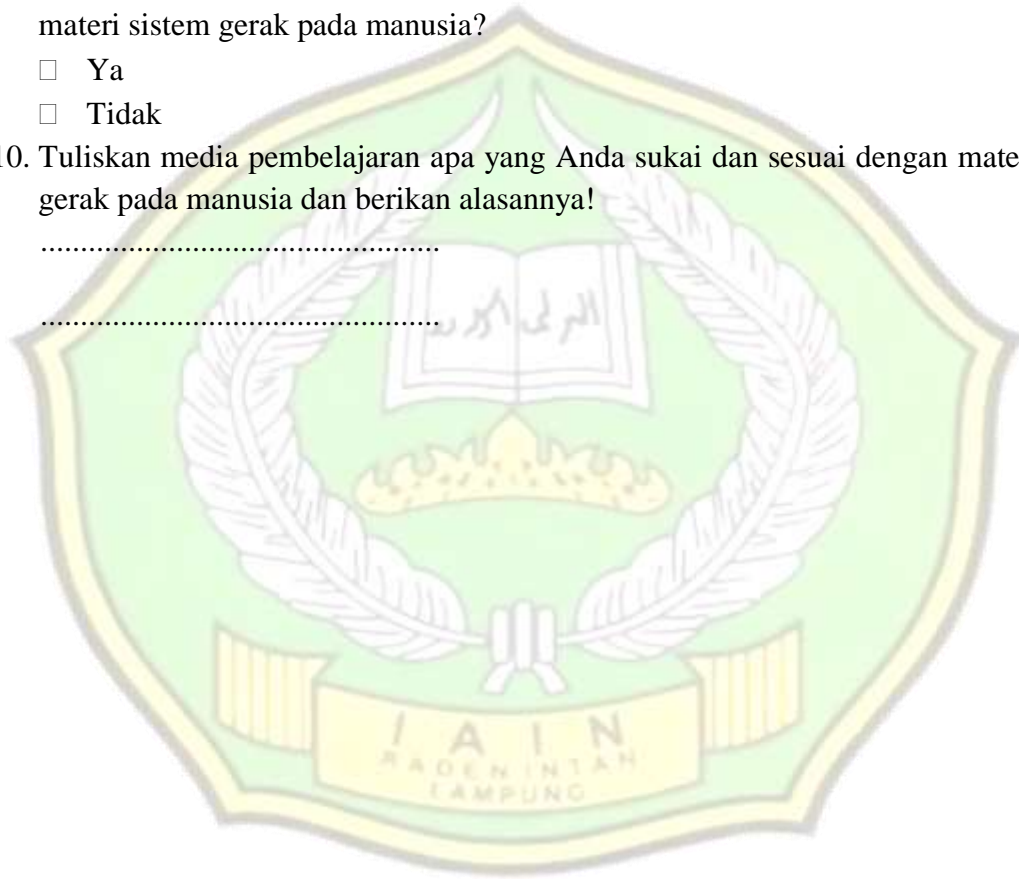 materi sistem gerak pada manusia?
☐ Ya
☐ Tidak
10. Tuliskan media pembelajaran apa yang Anda sukai dan sesuai dengan mate
gerak pada manusia dan berikan alasannya!
..................................................
..................................................
IAIN
RADEN INTAN
LAMPUNG